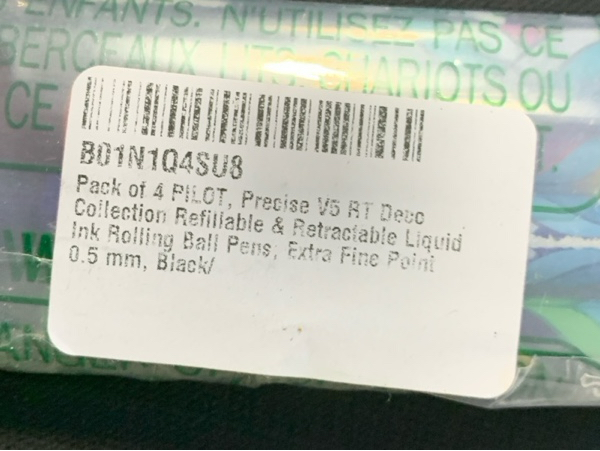 ENFANTS. N'UTILISEZ PAS CE
BERCEAUX, LITS, CHARIOTS OU
CE
B01N1Q4SU8
Pack of 4 PILOT, Precise V5 RT Deco
Collection Refillable & Retractable Liquid
Ink Rolling Ball Pens, Extra Fine Point
0.5 mm, Black/